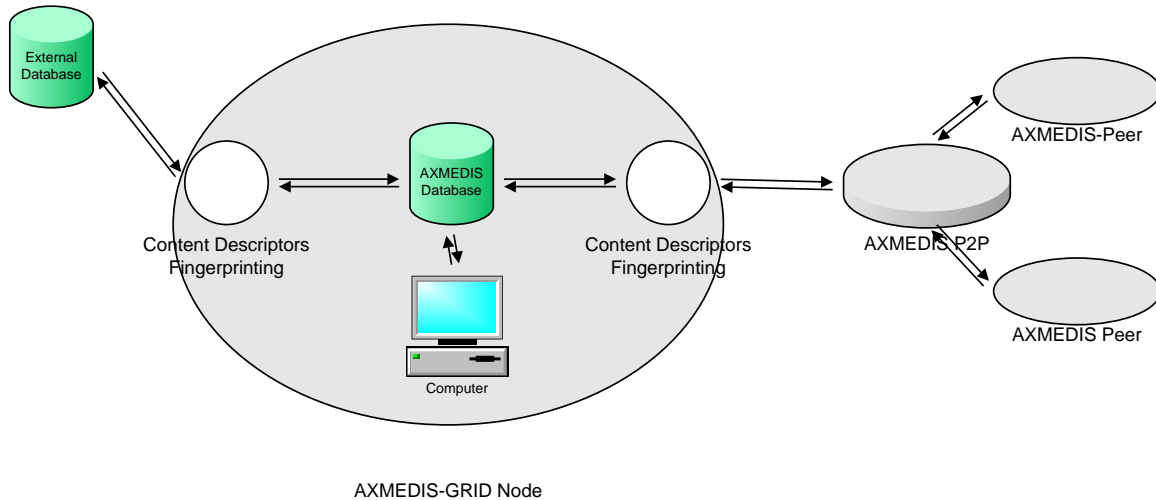 External
Database
AXMEDIS
Database
Content Descriptors
Fingerprinting
Computer
Content Descriptors
Fingerprinting
AXMEDIS P2P
AXMEDIS-Peer
AXMEDIS Peer
AXMEDIS-GRID Node